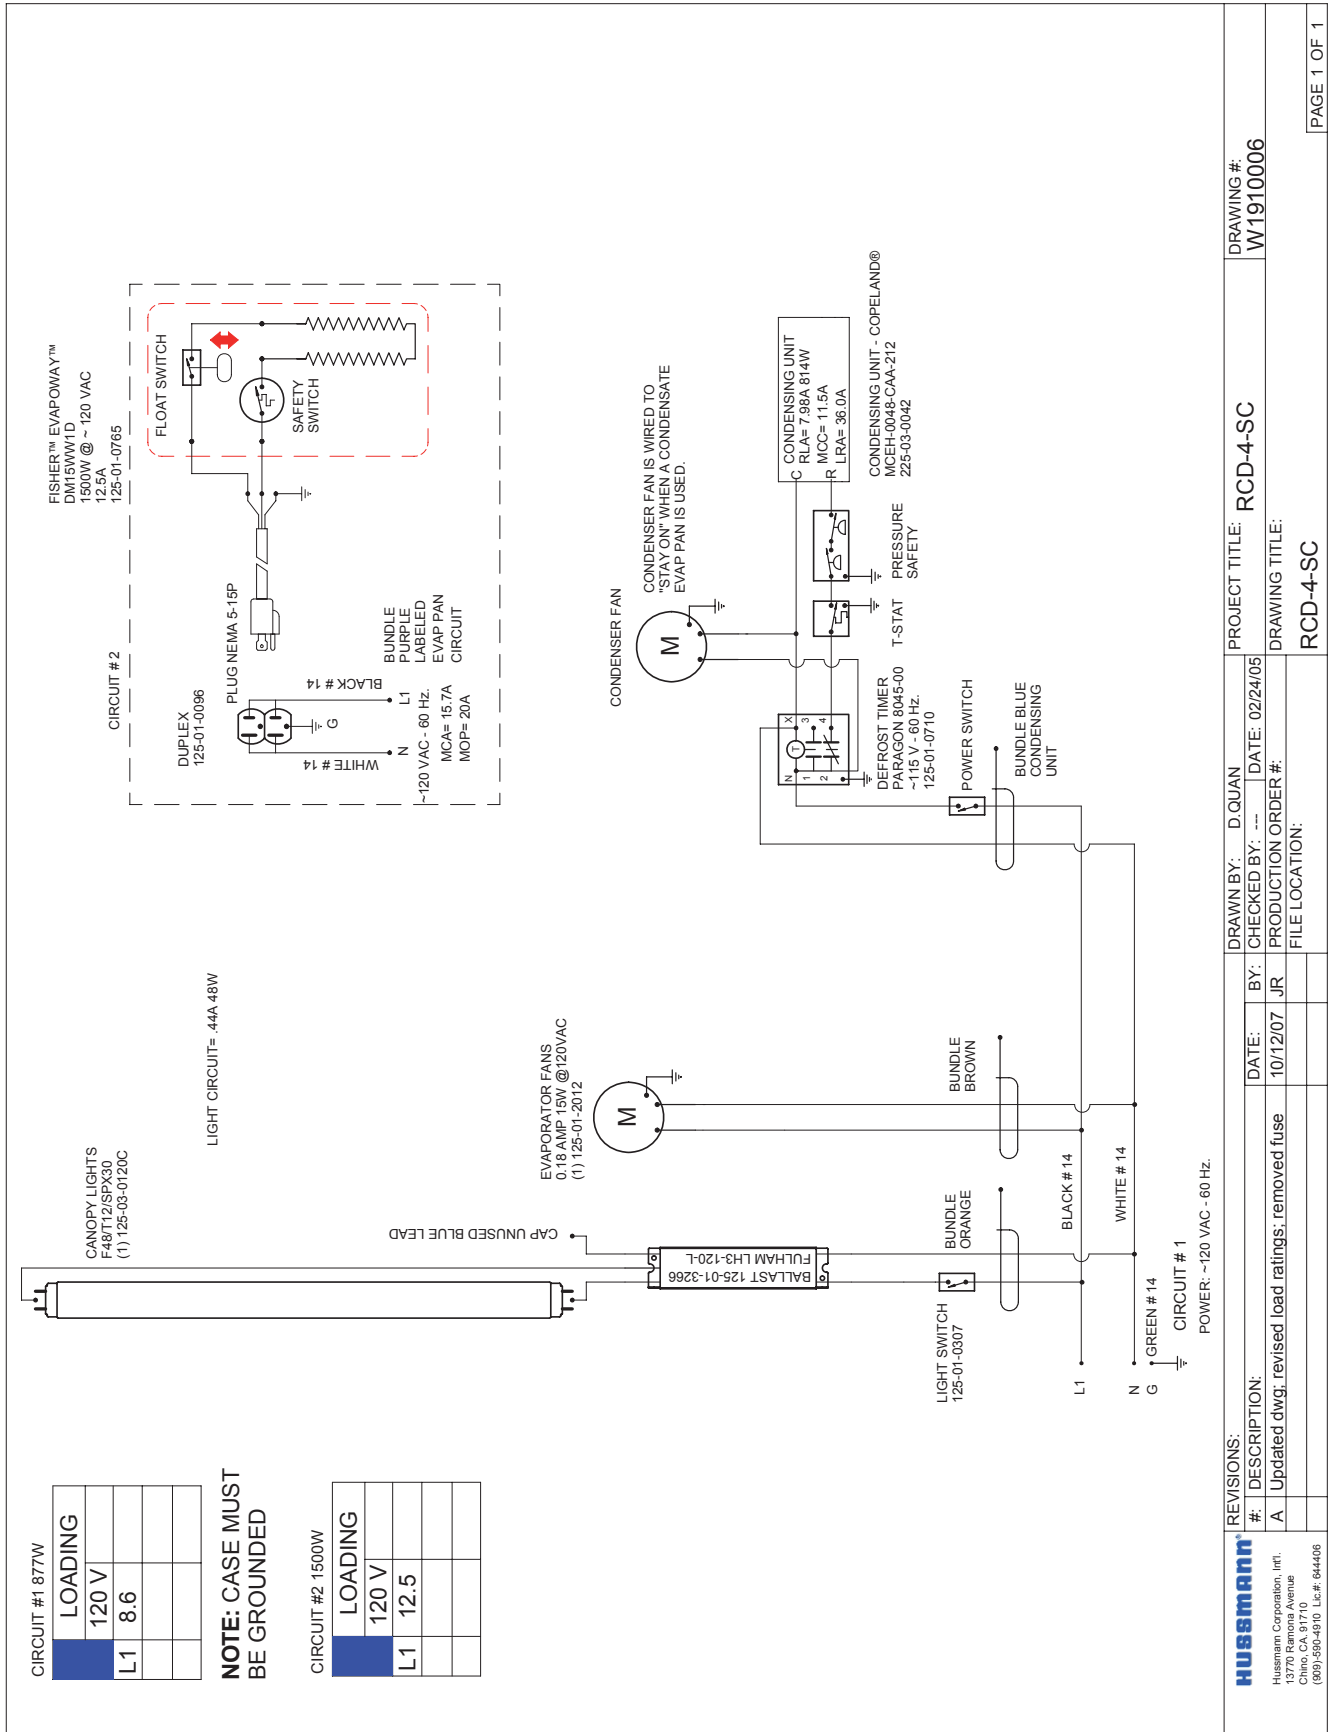 CIRCUIT #1 877W
LOADING
120 V
L1 8.6
NOTE: CASE MUST
BE GROUNDED
CIRCUIT #2 1500W
LOADING
120 V
L1 12.5
CANOPY LIGHTS
F48/T12/SPX30
(1) 125-03-0120C
LIGHT CIRCUIT= .44A 48W
CAP UNUSED BLUE LEAD
BALLAST 125-01-3266
FULHAM LH3-120-L
LIGHT SWITCH
125-01-0307
BUNDLE
ORANGE
L1
N
G
BLACK # 14
WHITE # 14
GREEN # 14
CIRCUIT # 1
POWER: ~120 VAC - 60 Hz.
EVAPORATOR FANS
0.18 AMP 15W @120VAC
(1) 125-01-2012
M
BUNDLE
BROWN
CIRCUIT # 2
FISHER™ EVAPOWAY™
DM15WW1D
1500W @ ~ 120 VAC
12.5A
125-01-0765
FLOAT SWITCH
SAFETY
SWITCH
DUPLEX
125-01-0096
PLUG NEMA 5-15P
WHITE # 14
BLACK # 14
G
N
L1
~120 VAC - 60 Hz.
MCA= 15.7A
MOP= 20A
BUNDLE
PURPLE
LABELED
EVAP PAN
CIRCUIT
CONDENSER FAN
M
CONDENSER FAN IS WIRED TO
"STAY ON" WHEN A CONDENSATE
EVAP PAN IS USED.
N
X
T
1
3
2
4
DEFROST TIMER
PARAGON 8045-00
~115 V - 60 Hz.
125-01-0710
T-STAT
PRESSURE
SAFETY
C
R
CONDENSING UNIT
RLA= 7.98A 814W
MCC= 11.5A
LRA= 36.0A
CONDENSING UNIT - COPELAND®
MCEH-0048-CAA-212
225-03-0042
POWER SWITCH
BUNDLE BLUE
CONDENSING
UNIT
HUSSMANN®
Hussmann Corporation, Int'l.
13770 Ramona Avenue
Chino, CA. 91710
(909)-590-4910 Lic.#: 644406
REVISIONS:
#: DESCRIPTION: DATE: BY:
A Updated dwg; revised load ratings; removed fuse 10/12/07 JR
DRAWN BY: D.QUAN
CHECKED BY: --- DATE: 02/24/05
PRODUCTION ORDER #:
FILE LOCATION:
PROJECT TITLE: RCD-4-SC
DRAWING TITLE:
RCD-4-SC
DRAWING #:
W1910006
PAGE 1 OF 1